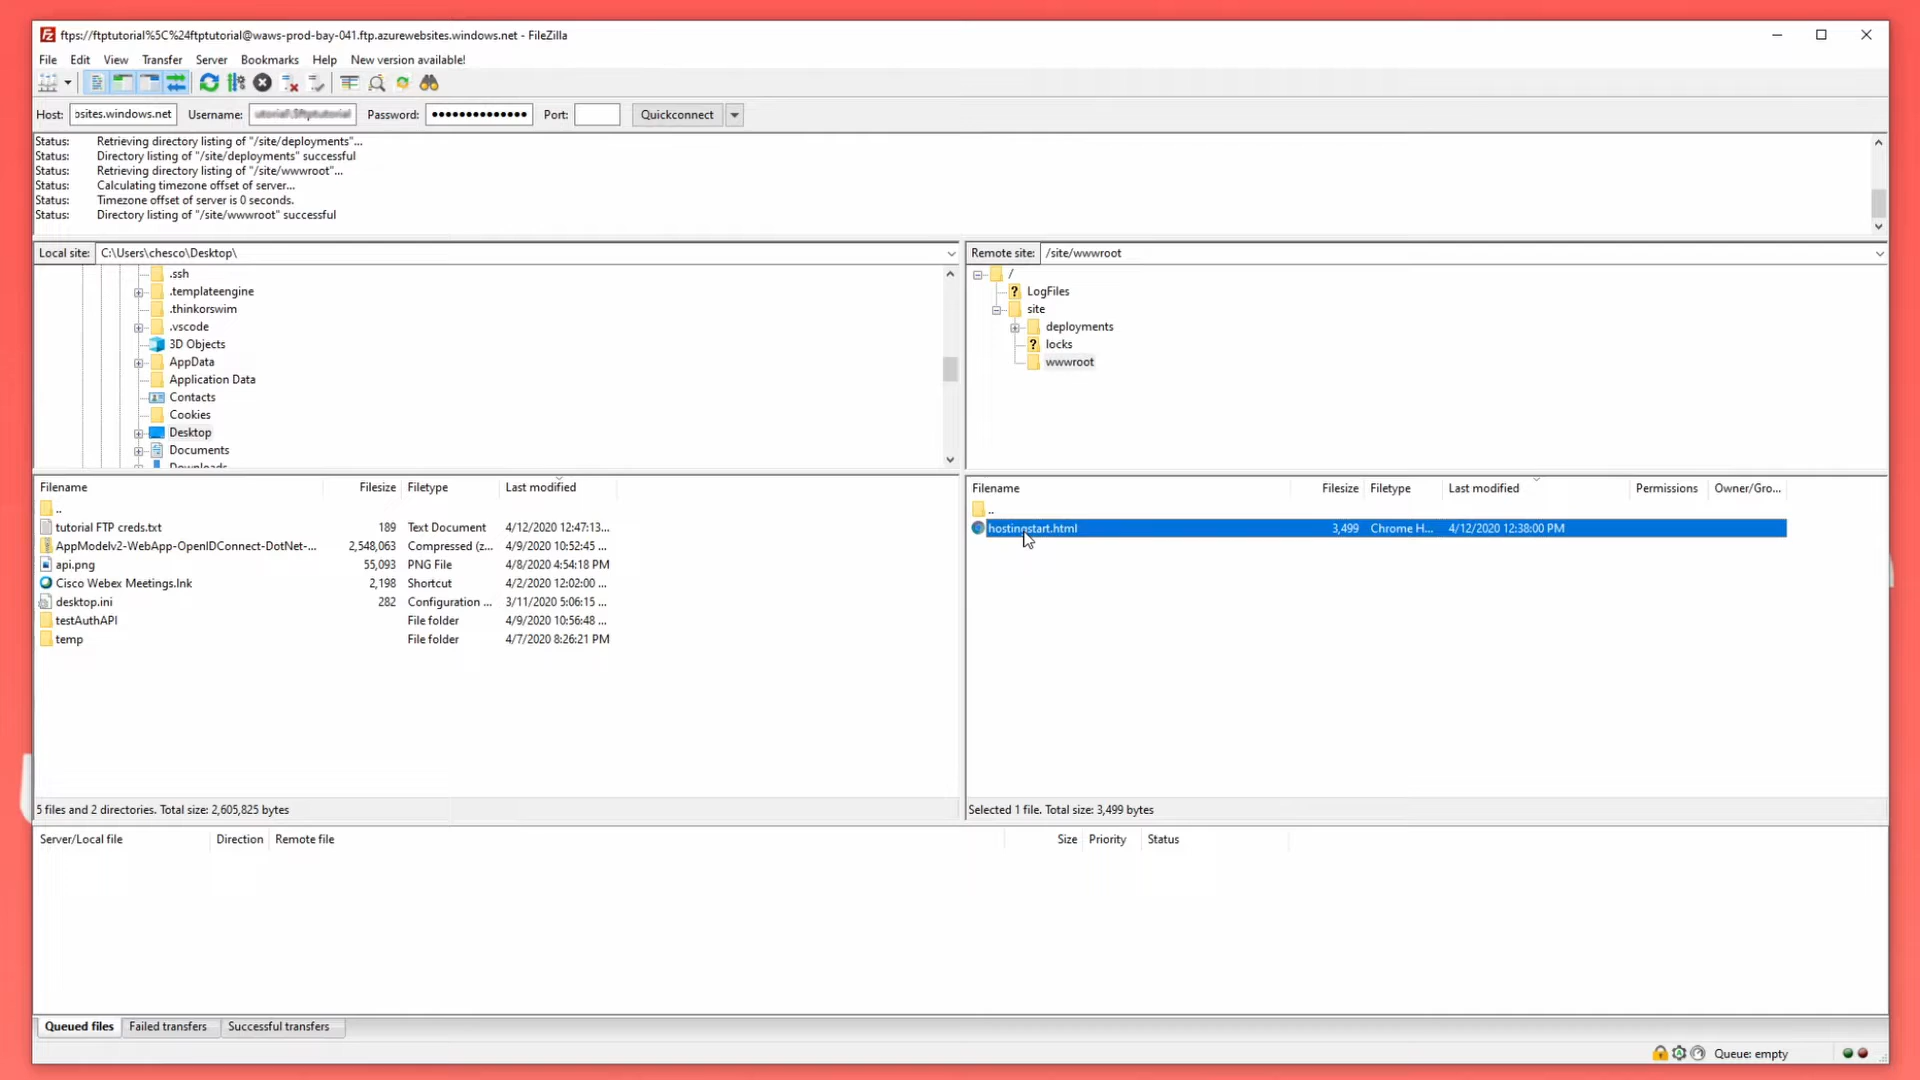 ftps://ftptutorial%5C%24ftptutorial@waws-prod-bay-041.ftp.azurewebsites.windows.net - FileZilla
File Edit View Transfer Server Bookmarks Help New version available!
Host: osites.windows.net Username: Password: •••••••••••••• Port: Quickconnect
Status: Retrieving directory listing of "/site/deployments"...
Status: Directory listing of "/site/deployments" successful
Status: Retrieving directory listing of "/site/wwwroot"...
Status: Calculating timezone offset of server...
Status: Timezone offset of server is 0 seconds.
Status: Directory listing of "/site/wwwroot" successful
Local site: C:\Users\chesco\Desktop\
.ssh
.templateengine
.thinkorswim
.vscode
3D Objects
AppData
Application Data
Contacts
Cookies
Desktop
Documents
Downloads
Remote site: /site/wwwroot
/
LogFiles
site
deployments
locks
wwwroot
Filename Filesize Filetype Last modified
..
tutorial FTP creds.txt 189 Text Document 4/12/2020 12:47:13...
AppModelv2-WebApp-OpenIDConnect-DotNet-... 2,548,063 Compressed (z... 4/9/2020 10:52:45 ...
api.png 55,093 PNG File 4/8/2020 4:54:18 PM
Cisco Webex Meetings.lnk 2,198 Shortcut 4/2/2020 12:02:00 ...
desktop.ini 282 Configuration ... 3/11/2020 5:06:15 ...
testAuthAPI File folder 4/9/2020 10:56:48 ...
temp File folder 4/7/2020 8:26:21 PM
5 files and 2 directories. Total size: 2,605,825 bytes
Filename Filesize Filetype Last modified Permissions Owner/Gro...
..
hostingstart.html 3,499 Chrome H... 4/12/2020 12:38:00 PM
Selected 1 file. Total size: 3,499 bytes
Server/Local file Direction Remote file Size Priority Status
Queued files Failed transfers Successful transfers
Queue: empty